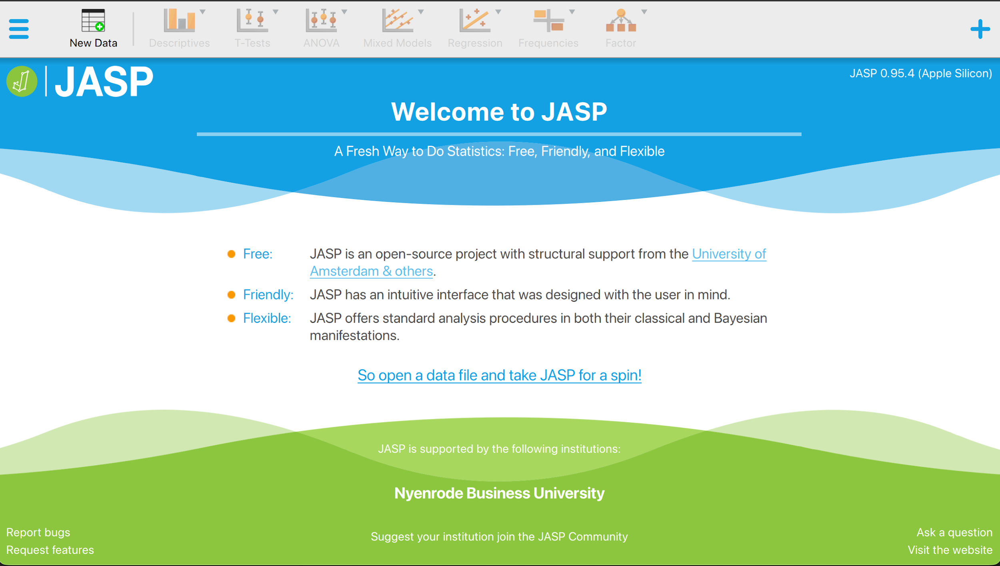 New Data
Descriptives
T-Tests
ANOVA
Mixed Models
Regression
Frequencies
Factor
JASP
JASP 0.95.4 (Apple Silicon)
Welcome to JASP
A Fresh Way to Do Statistics: Free, Friendly, and Flexible
Free: JASP is an open-source project with structural support from the University of
Amsterdam & others.
Friendly: JASP has an intuitive interface that was designed with the user in mind.
Flexible: JASP offers standard analysis procedures in both their classical and Bayesian
manifestations.
So open a data file and take JASP for a spin!
JASP is supported by the following institutions:
Nyenrode Business University
Report bugs
Suggest your institution join the JASP Community
Ask a question
Request features
Visit the website